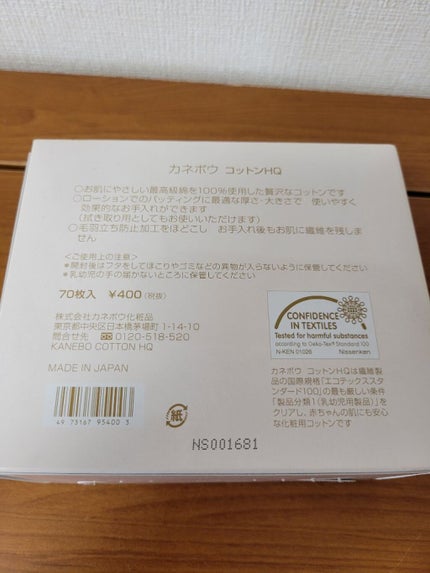 カネボウ コットンHQ
○お肌にやさしい最高級綿を100%使用した贅沢なコットンです
○ローションでのパッティングに最適な厚さ・大きさで 使いやすく
効果的なお手入れができます
(拭き取り用としてもお使いいただけます)
○毛羽立ち防止加工をほどこし お手入れ後もお肌に繊維を残しま
せん
<ご使用上の注意>
*開封後はフタをしてほこりやゴミなどの異物が入らないように保管してください
*乳幼児の手の届かないところに保管してください
70枚入 ¥400(税抜)
株式会社カネボウ化粧品
東京都中央区日本橋茅場町1-14-10
問合せ先 0120-518-520
KANEBO COTTON HQ
MADE IN JAPAN
4 973167 954003
紙
NS001681
CONFIDENCE
IN TEXTILES
Tested for harmful substances
according to Oeko-Tex® Standard 100
N-KEN 01026 Nissenken
カネボウ コットンHQは繊維製
品の国際規格「エコテックススタ
ンダード100」の最も厳しい条件
「製品分類1(乳幼児用製品)」を
クリアし、赤ちゃんの肌にも安心
な化粧用コットンです